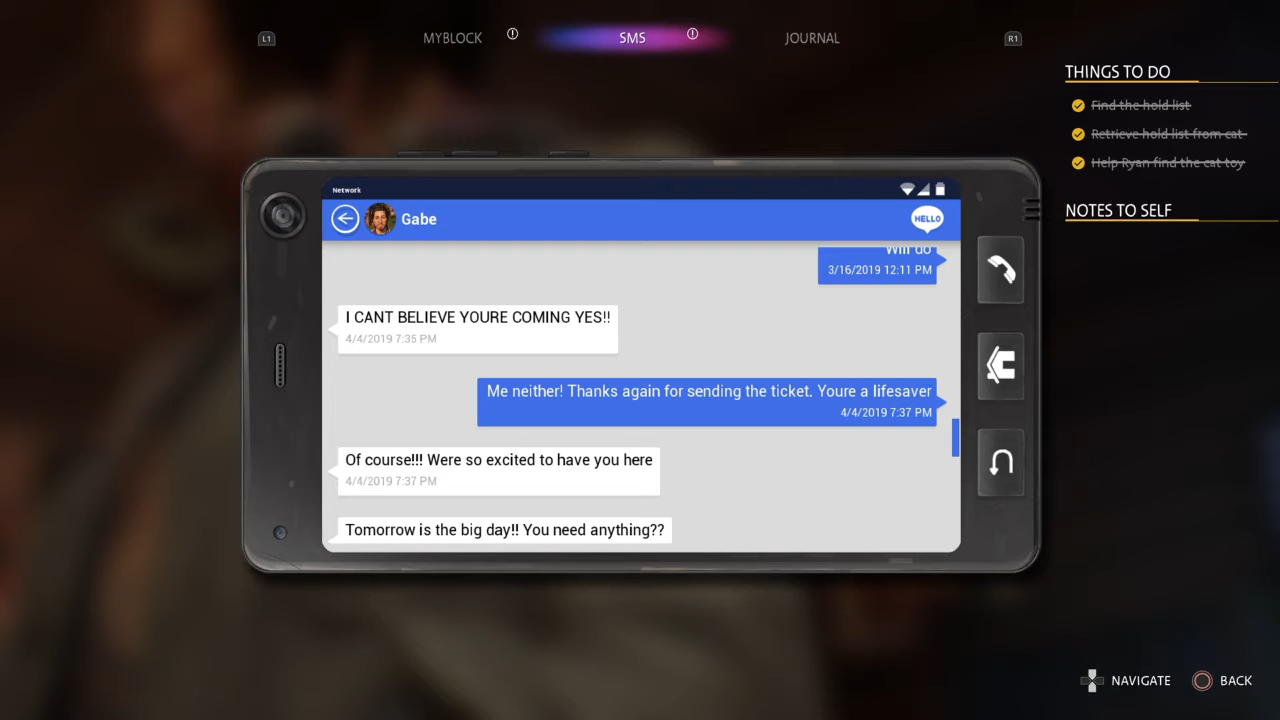 L1
MYBLOCK
SMS
JOURNAL
R1
THINGS TO DO
Find the hold list
Retrieve hold list from cat
Help Ryan find the cat toy
NOTES TO SELF
Network
Gabe
HELLO
Will do
3/16/2019 12:11 PM
I CANT BELIEVE YOURE COMING YES!!
4/4/2019 7:35 PM
Me neither! Thanks again for sending the ticket. Youre a lifesaver
4/4/2019 7:37 PM
Of course!!! Were so excited to have you here
4/4/2019 7:37 PM
Tomorrow is the big day!! You need anything??
NAVIGATE
BACK